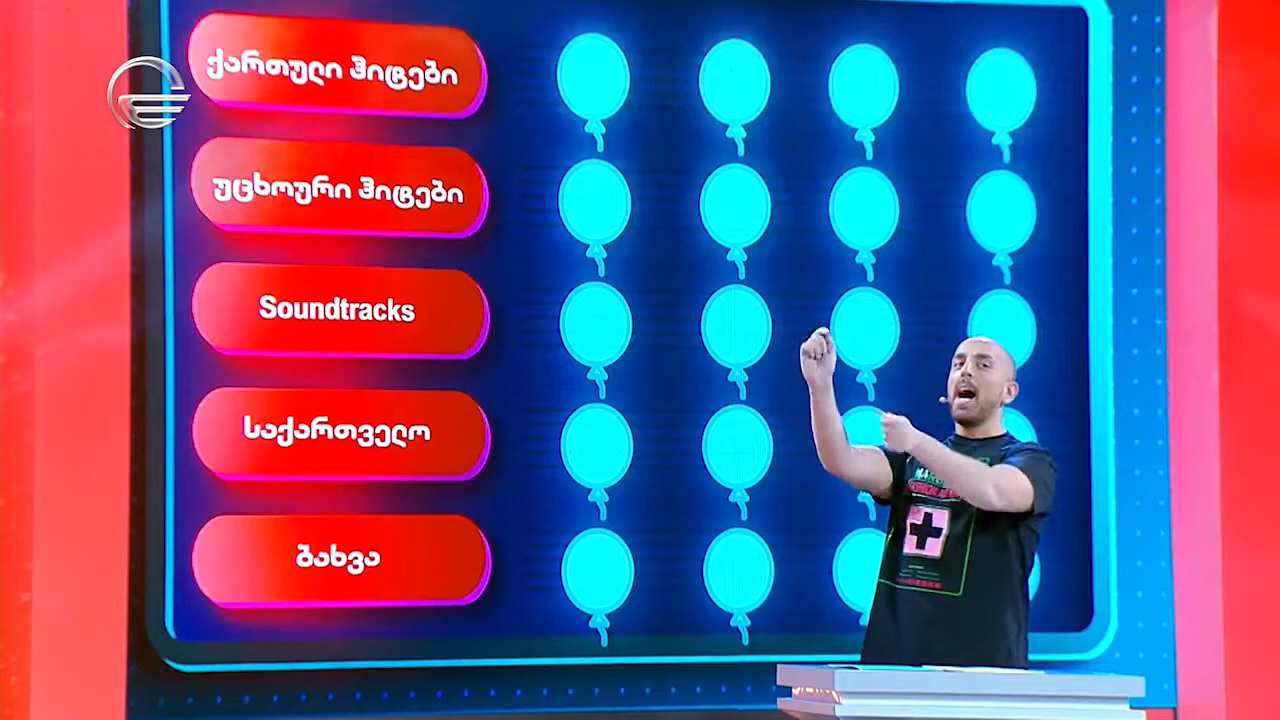 ქართული ჰიტები
უცხოური ჰიტები
Soundtracks
საქართველო
ბახვა